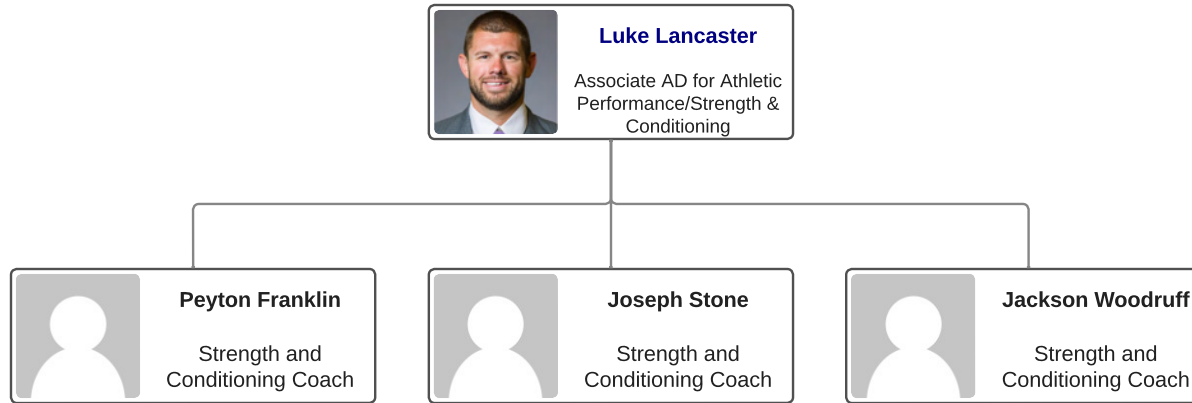 Luke Lancaster
Associate AD for Athletic
Performance/Strength &
Conditioning
Peyton Franklin
Strength and
Conditioning Coach
Joseph Stone
Strength and
Conditioning Coach
Jackson Woodruff
Strength and
Conditioning Coach